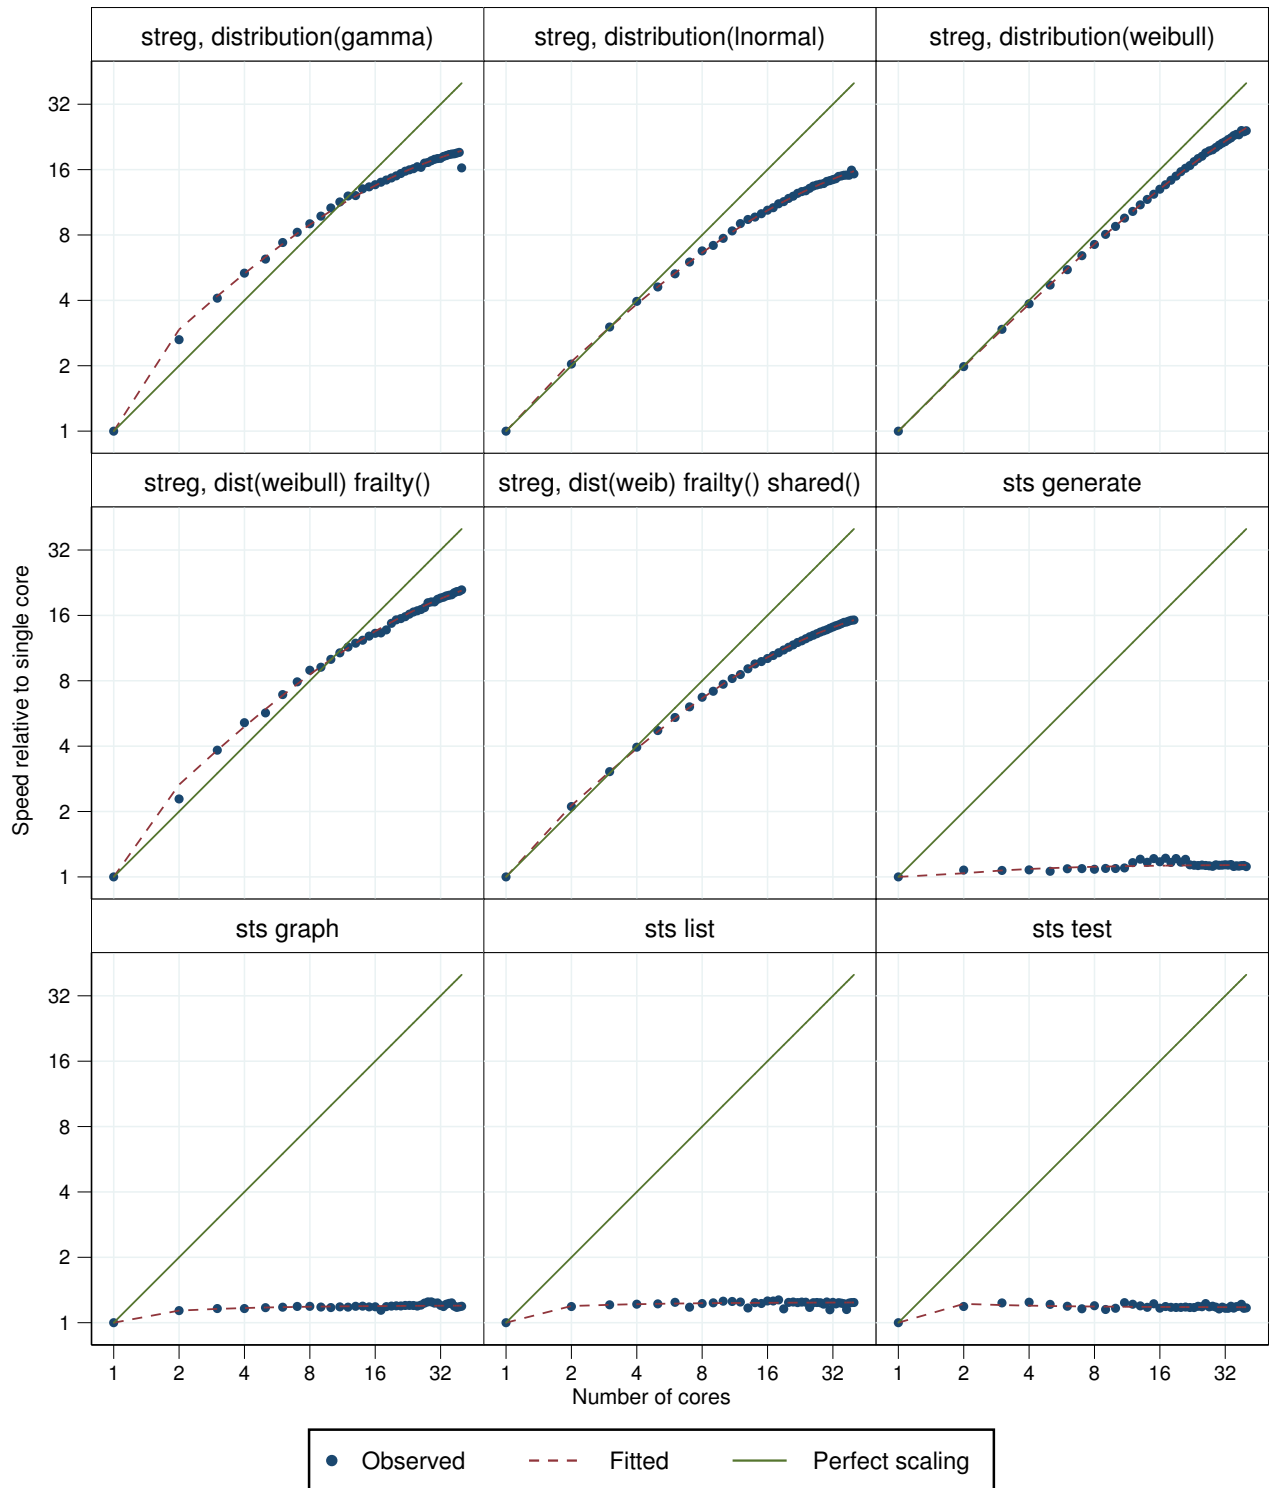 streg, distribution(gamma)
streg, distribution(lnormal)
streg, distribution(weibull)
32
16
8
4
2
1
streg, dist(weibull) frailty()
streg, dist(weib) frailty() shared()
sts generate
32
16
8
4
2
1
Speed relative to single core
sts graph
sts list
sts test
32
16
8
4
2
1
1 2 4 8 16 32
1 2 4 8 16 32
1 2 4 8 16 32
Number of cores
Observed
Fitted
Perfect scaling